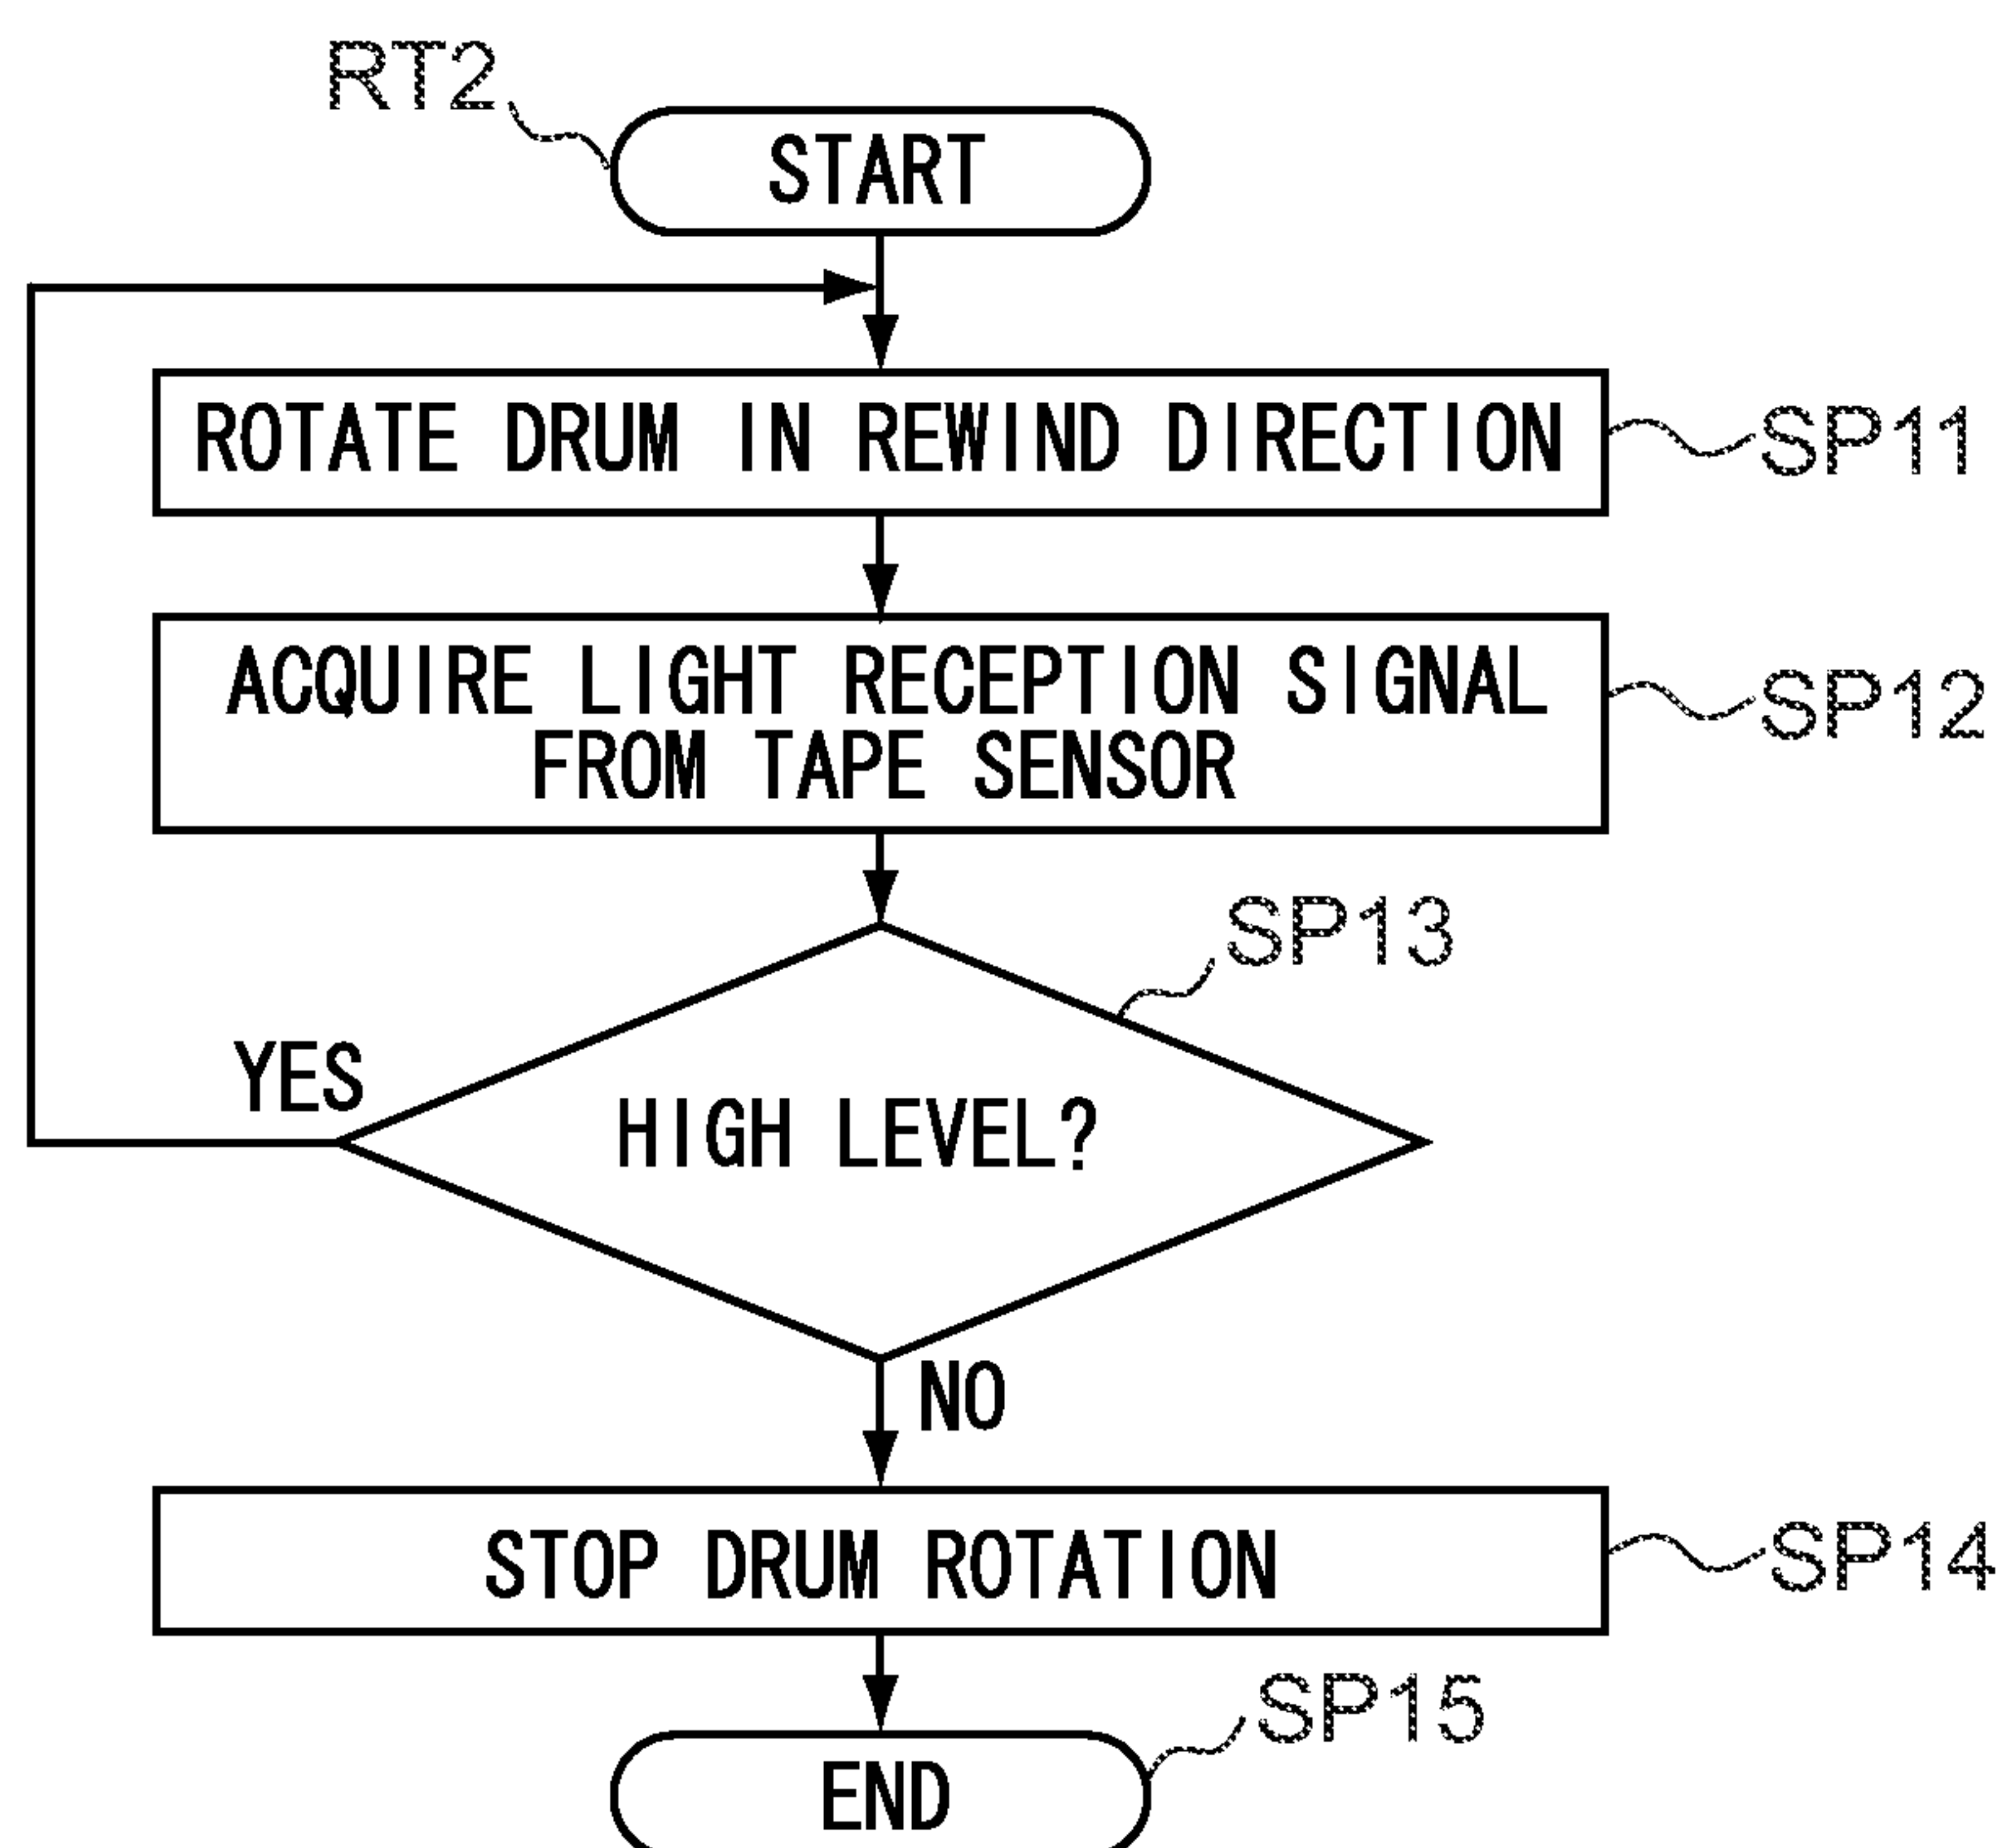 RT2
START
ROTATE DRUM IN REWIND DIRECTION
SP11
ACQUIRE LIGHT RECEPTION SIGNAL
FROM TAPE SENSOR
SP12
SP13
YES
HIGH LEVEL?
NO
STOP DRUM ROTATION
SP14
SP15
END